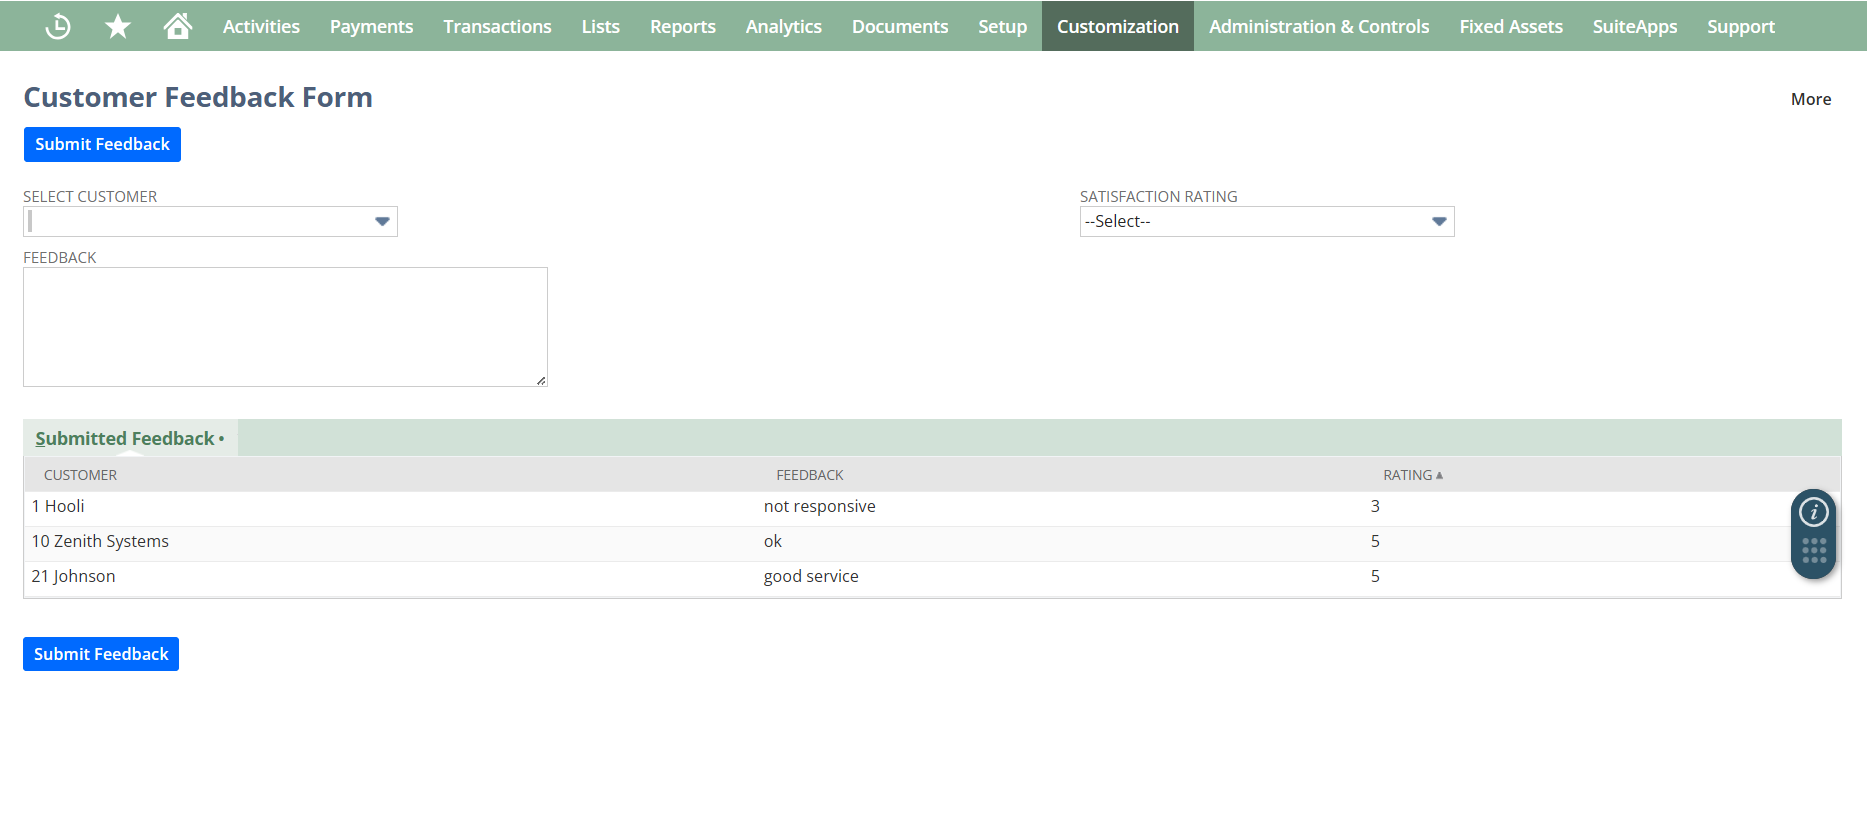 Activities Payments Transactions Lists Reports Analytics Documents Setup Customization Administration & Controls Fixed Assets SuiteApps Support
Customer Feedback Form
More
Submit Feedback
SELECT CUSTOMER
SATISFACTION RATING
--Select--
FEEDBACK
Submitted Feedback •
CUSTOMER FEEDBACK RATING
1 Hooli not responsive 3
10 Zenith Systems ok 5
21 Johnson good service 5
Submit Feedback